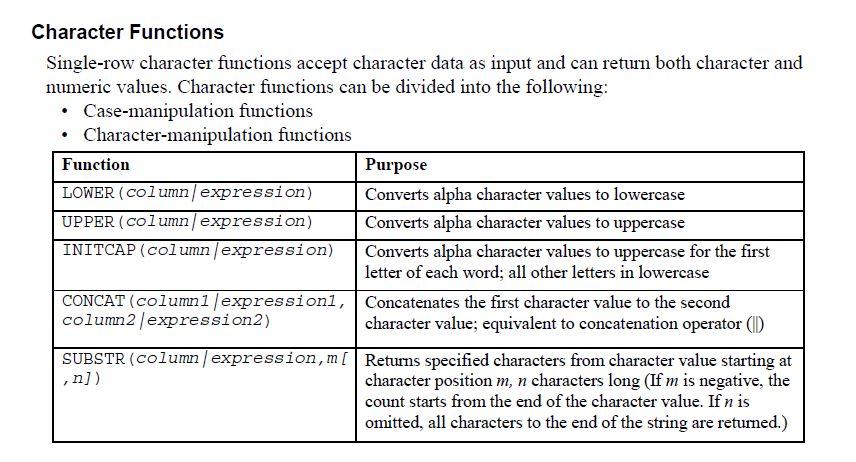 Character Functions
Single-row character functions accept character data as input and can return both character and
numeric values. Character functions can be divided into the following:
• Case-manipulation functions
• Character-manipulation functions
Function Purpose
LOWER(column|expression) Converts alpha character values to lowercase
UPPER(column|expression) Converts alpha character values to uppercase
INITCAP(column|expression) Converts alpha character values to uppercase for the first
letter of each word; all other letters in lowercase
CONCAT(column1|expression1, Concatenates the first character value to the second
column2|expression2) character value; equivalent to concatenation operator (||)
SUBSTR(column|expression,m[ Returns specified characters from character value starting at
,n]) character position m, n characters long (If m is negative, the
count starts from the end of the character value. If n is
omitted, all characters to the end of the string are returned.)